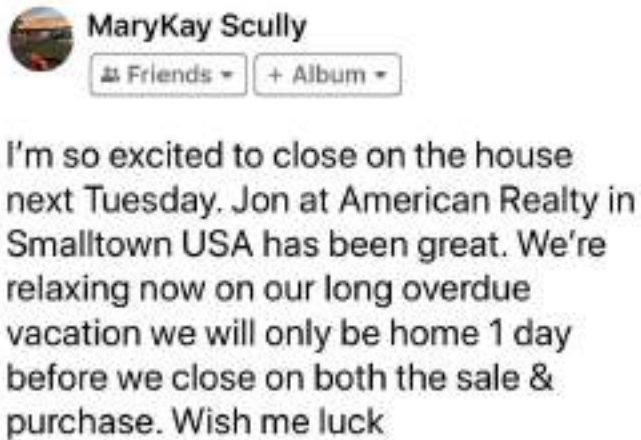 MaryKay Scully
Friends + Album
I'm so excited to close on the house
next Tuesday. Jon at American Realty in
Smalltown USA has been great. We're
relaxing now on our long overdue
vacation we will only be home 1 day
before we close on both the sale &
purchase. Wish me luck